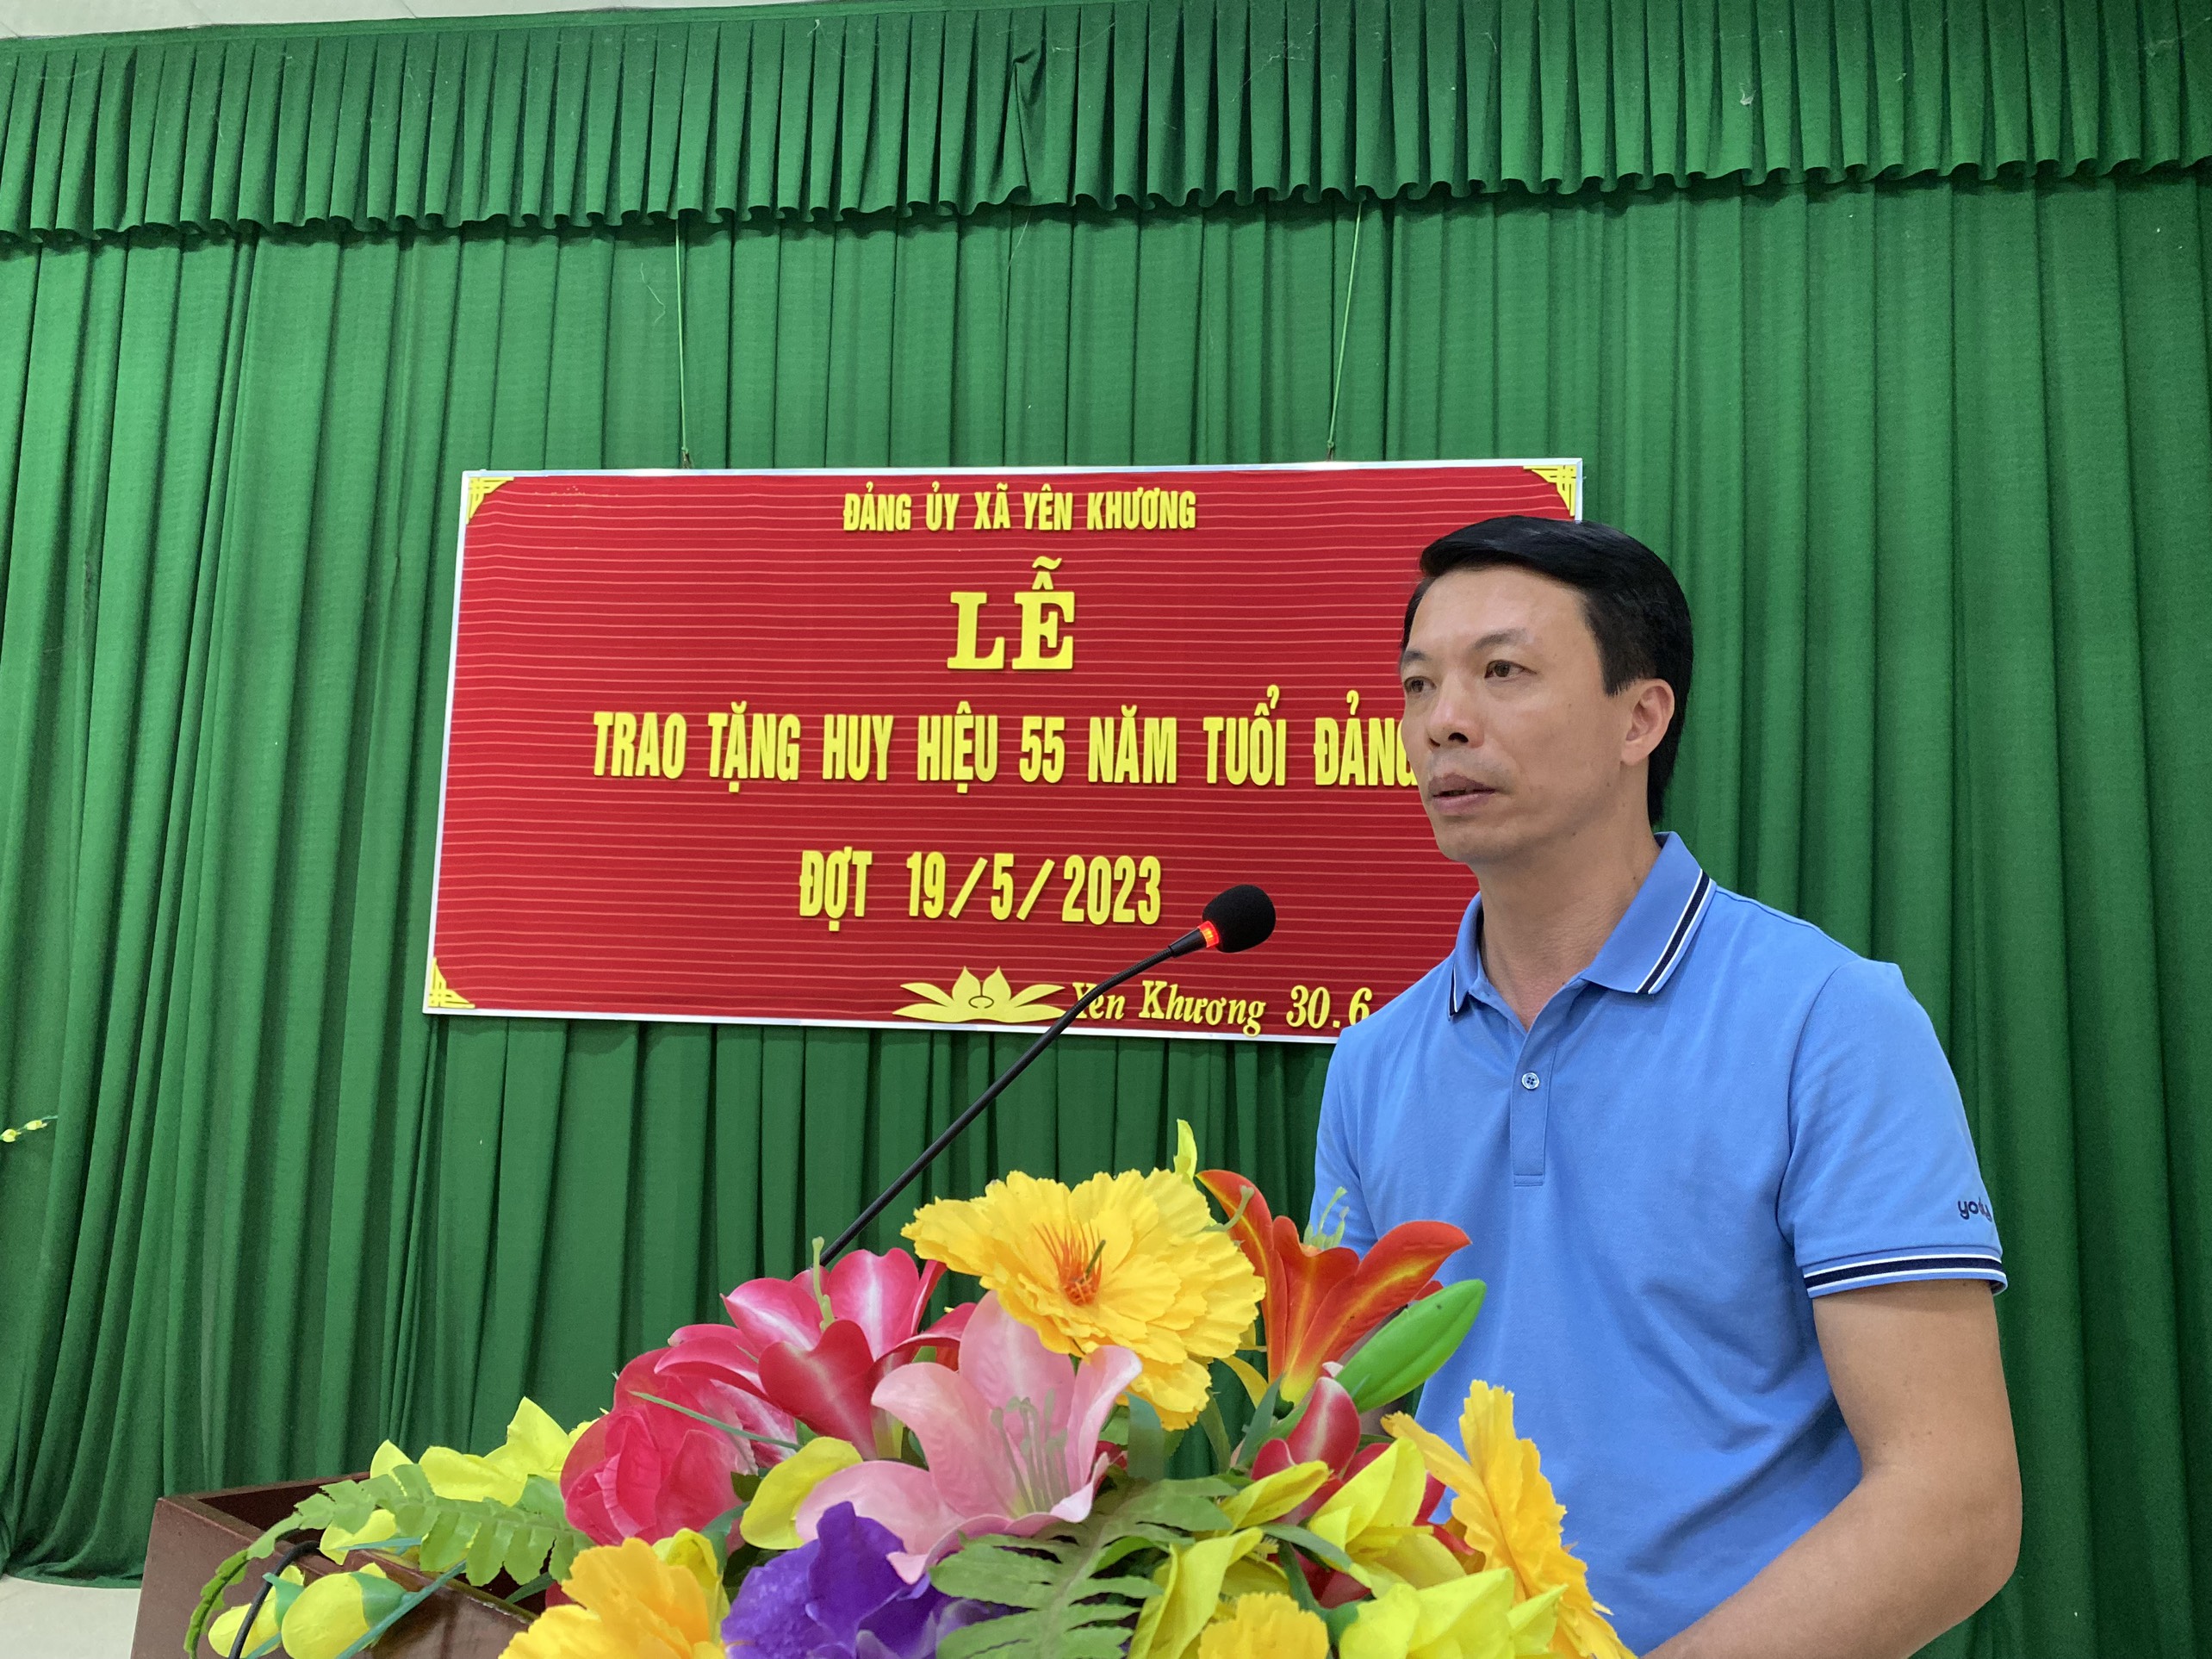 ĐẢNG ỦY XÃ YÊN KHƯƠNG
LỄ
TRAO TẶNG HUY HIỆU 55 NĂM TUỔI ĐẢNG
ĐỢT 19/5/2023
Yên Khương 30.6
yody